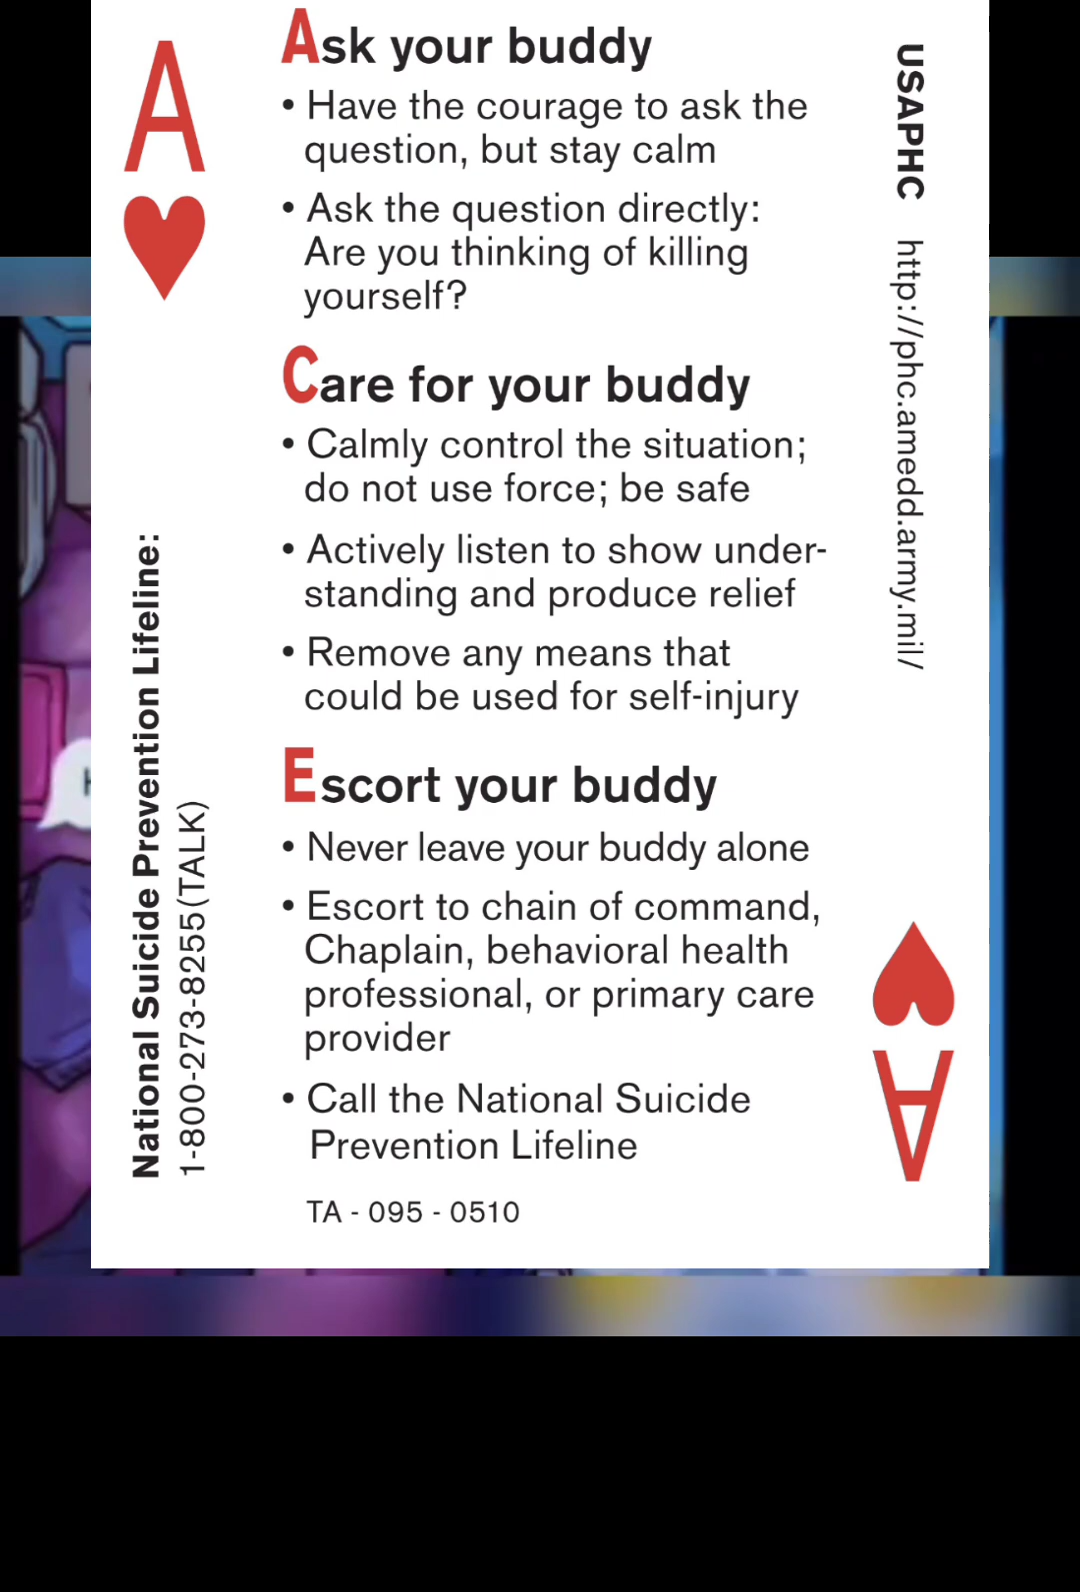 A
Ask your buddy
• Have the courage to ask the
question, but stay calm
• Ask the question directly:
Are you thinking of killing
yourself?
Care for your buddy
• Calmly control the situation;
do not use force; be safe
• Actively listen to show under-
standing and produce relief
• Remove any means that
could be used for self-injury
Escort your buddy
• Never leave your buddy alone
• Escort to chain of command,
Chaplain, behavioral health
professional, or primary care
provider
• Call the National Suicide
Prevention Lifeline
TA - 095 - 0510
National Suicide Prevention Lifeline:
1-800-273-8255(TALK)
USAPHC http://phc.amedd.army.mil/
A